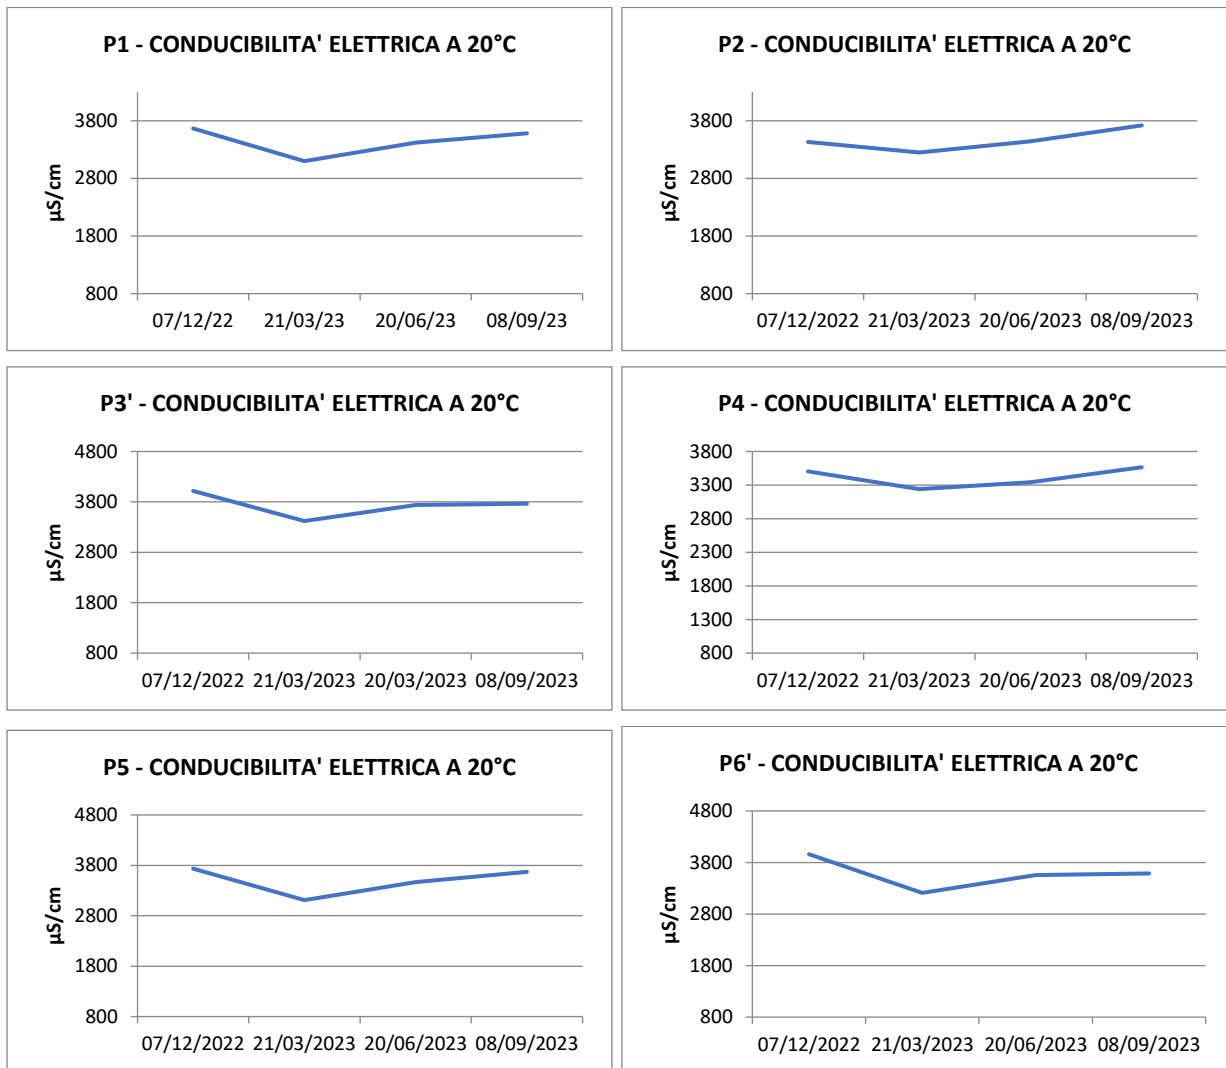 P1 - CONDUCIBILITA' ELETTRICA A 20°C
µS/cm
3800
2800
1800
800
07/12/22 21/03/23 20/06/23 08/09/23
P2 - CONDUCIBILITA' ELETTRICA A 20°C
µS/cm
3800
2800
1800
800
07/12/2022 21/03/2023 20/06/2023 08/09/2023
P3' - CONDUCIBILITA' ELETTRICA A 20°C
µS/cm
4800
3800
2800
1800
800
07/12/2022 21/03/2023 20/03/2023 08/09/2023
P4 - CONDUCIBILITA' ELETTRICA A 20°C
µS/cm
3800
3300
2800
2300
1800
1300
800
07/12/2022 21/03/2023 20/06/2023 08/09/2023
P5 - CONDUCIBILITA' ELETTRICA A 20°C
µS/cm
4800
3800
2800
1800
800
07/12/2022 21/03/2023 20/06/2023 08/09/2023
P6' - CONDUCIBILITA' ELETTRICA A 20°C
µS/cm
4800
3800
2800
1800
800
07/12/2022 21/03/2023 20/06/2023 08/09/2023